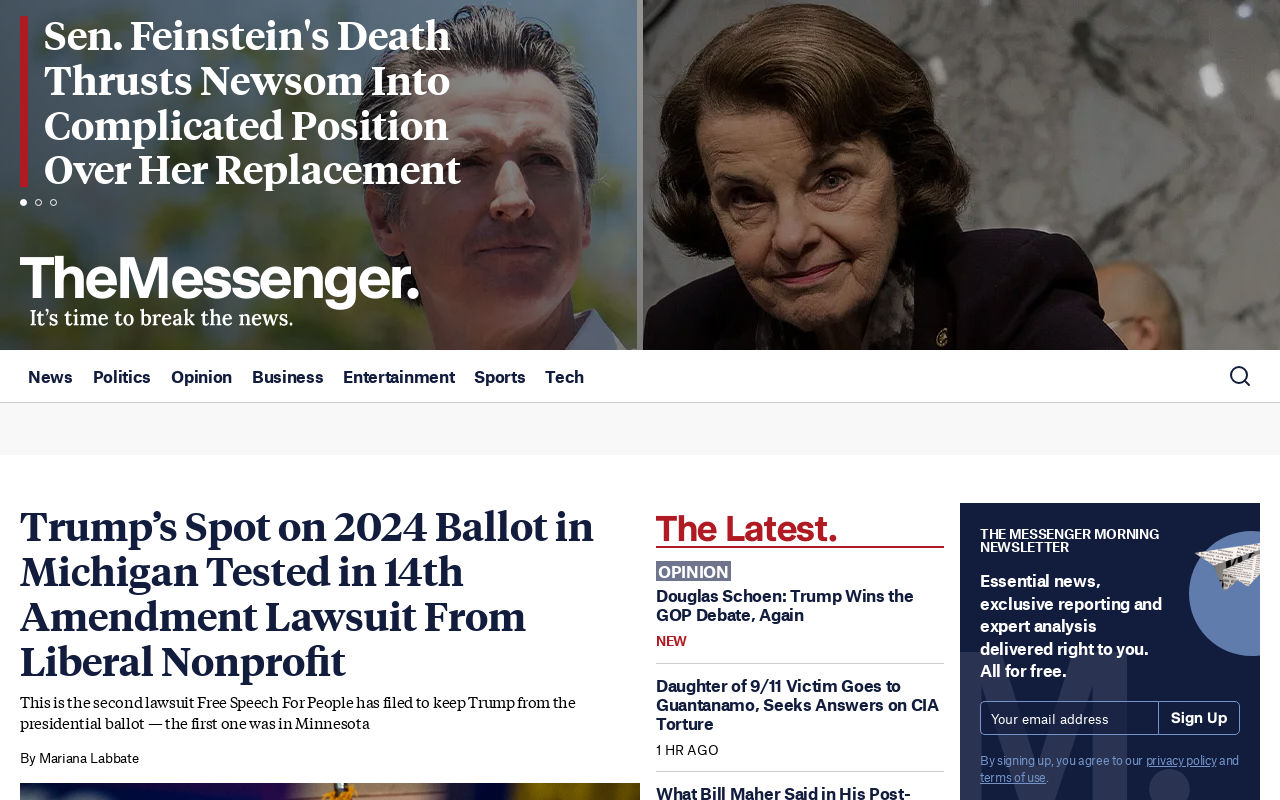 Sen. Feinstein's Death
Thrusts Newsom Into
Complicated Position
Over Her Replacement
TheMessenger.
It's time to break the news.
News Politics Opinion Business Entertainment Sports Tech
Trump’s Spot on 2024 Ballot in
Michigan Tested in 14th
Amendment Lawsuit From
Liberal Nonprofit
This is the second lawsuit Free Speech For People has filed to keep Trump from the
presidential ballot — the first one was in Minnesota
By Mariana Labbate
The Latest.
OPINION
Douglas Schoen: Trump Wins the
GOP Debate, Again
NEW
Daughter of 9/11 Victim Goes to
Guantanamo, Seeks Answers on CIA
Torture
1 HR AGO
What Bill Maher Said in His Post-
THE MESSENGER MORNING
NEWSLETTER
Essential news,
exclusive reporting and
expert analysis
delivered right to you.
All for free.
Your email address Sign Up
By signing up, you agree to our privacy policy and
terms of use.
M.